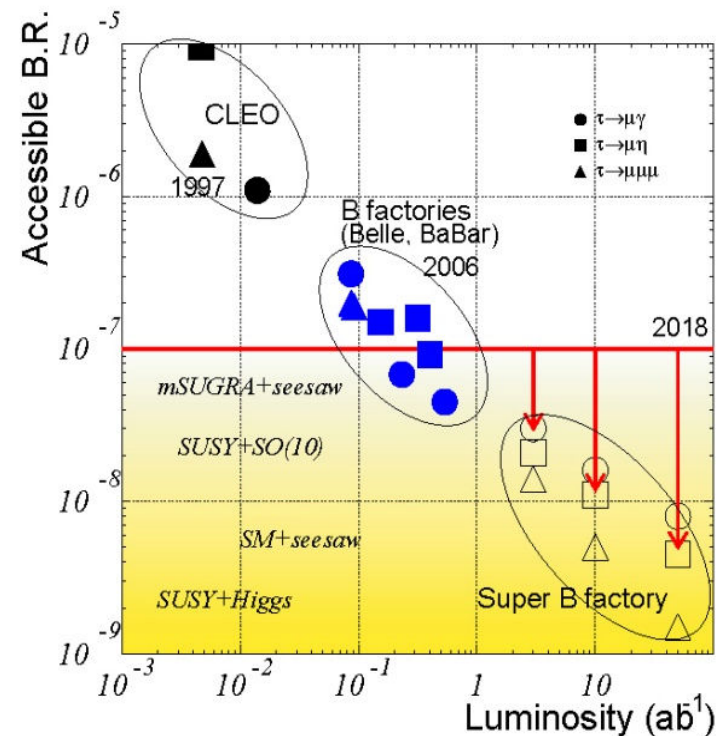 Accessible B.R.
10⁻⁵
10⁻⁶
10⁻⁷
10⁻⁸
10⁻⁹
CLEO
1997
● τ→μγ
■ τ→μη
▲ τ→μμμ
B factories
(Belle, BaBar)
2006
2018
mSUGRA+seesaw
SUSY+SO(10)
SM+seesaw
SUSY+Higgs
Super B factory
10⁻³ 10⁻² 10⁻¹ 1 10
Luminosity (ab⁻¹)